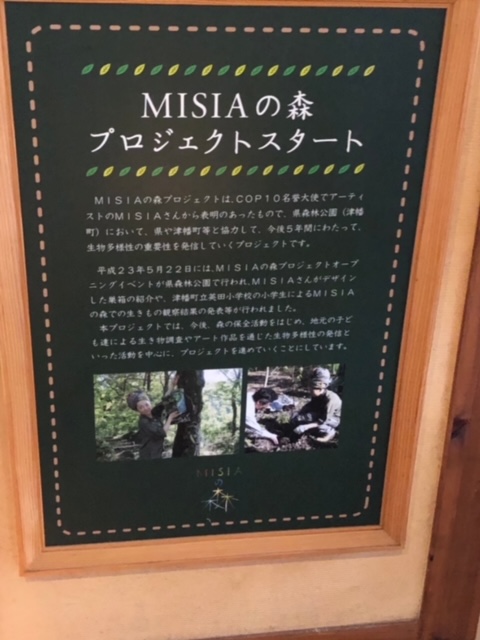 MISIAの森
プロジェクトスタート
MISIAの森プロジェクトは、COP10名誉大使でアーティ
ストのMISIAさんから表明のあったもので、県森林公園（津幡
町）において、県や津幡町等と協力して、今後5年間にわたって、
生物多様性の重要性を発信していくプロジェクトです。
平成23年5月22日には、MISIAの森プロジェクトオープ
ニングイベントが県森林公園で行われ、MISIAさんがデザイン
した巣箱の紹介や、津幡町立英田小学校の小学生によるMISIA
の森での生きもの観察結果の発表等が行われました。
本プロジェクトでは、今後、森の保全活動をはじめ、地元の子ど
も達による生き物調査やアート作品を通じた生物多様性の発信と
いった活動を中心に、プロジェクトを進めていくことにしています。
MISIA
の
森